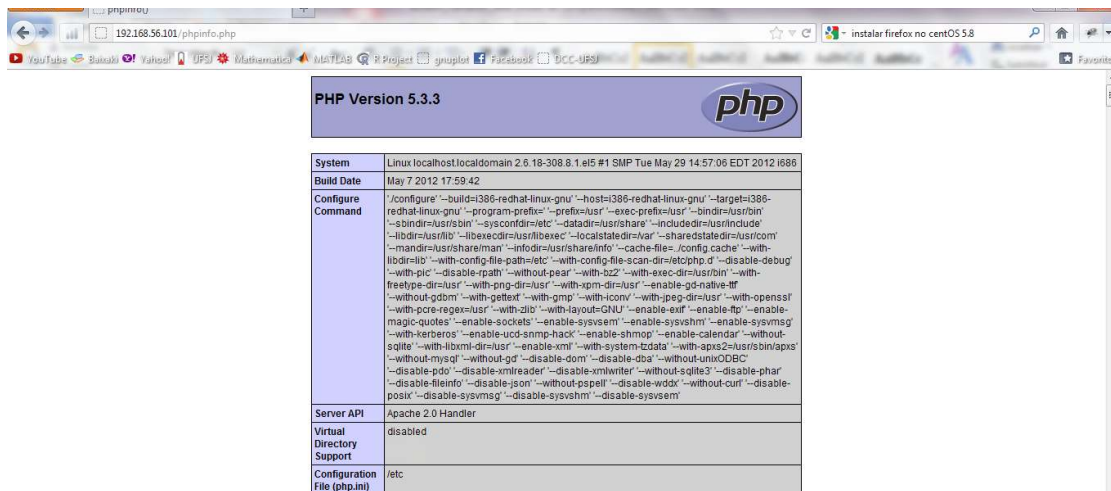 phpinfo()
192.168.56.101/phpinfo.php
instalar firefox no centOS 5.8
YouTube
Baixaki
Yahoo!
UFSJ
Mathematica
MATLAB
R Project
gnuplot
Facebook
DCC-UFSJ
Favorito
PHP Version 5.3.3
php
System
Linux localhost.localdomain 2.6.18-308.8.1.el5 #1 SMP Tue May 29 14:57:06 EDT 2012 i686
Build Date
May 7 2012 17:59:42
Configure
Command
'./configure' '--build=i386-redhat-linux-gnu' '--host=i386-redhat-linux-gnu' '--target=i386-
redhat-linux-gnu' '--program-prefix=' '--prefix=/usr' '--exec-prefix=/usr' '--bindir=/usr/bin'
'--sbindir=/usr/sbin' '--sysconfdir=/etc' '--datadir=/usr/share' '--includedir=/usr/include'
'--libdir=/usr/lib' '--libexecdir=/usr/libexec' '--localstatedir=/var' '--sharedstatedir=/usr/com'
'--mandir=/usr/share/man' '--infodir=/usr/share/info' '--cache-file=../config.cache' '--with-
libdir=lib' '--with-config-file-path=/etc' '--with-config-file-scan-dir=/etc/php.d' '--disable-debug'
'--with-pic' '--disable-rpath' '--without-pear' '--with-bz2' '--with-exec-dir=/usr/bin' '--with-
freetype-dir=/usr' '--with-png-dir=/usr' '--with-xpm-dir=/usr' '--enable-gd-native-ttf'
'--without-gdbm' '--with-gettext' '--with-gmp' '--with-iconv' '--with-jpeg-dir=/usr' '--with-openssl'
'--with-pcre-regex=/usr' '--with-zlib' '--with-layout=GNU' '--enable-exif' '--enable-ftp' '--enable-
magic-quotes' '--enable-sockets' '--enable-sysvsem' '--enable-sysvshm' '--enable-sysvmsg'
'--with-kerberos' '--enable-ucd-snmp-hack' '--enable-shmop' '--enable-calendar' '--without-
sqlite' '--with-libxml-dir=/usr' '--enable-xml' '--with-system-tzdata' '--with-apxs2=/usr/sbin/apxs'
'--without-mysql' '--without-gd' '--disable-dom' '--disable-dba' '--without-unixODBC'
'--disable-pdo' '--disable-xmlreader' '--disable-xmlwriter' '--without-sqlite3' '--disable-phar'
'--disable-fileinfo' '--disable-json' '--without-pspell' '--disable-wddx' '--without-curl' '--disable-
posix' '--disable-sysvmsg' '--disable-sysvshm' '--disable-sysvsem'
Server API
Apache 2.0 Handler
Virtual
Directory
Support
disabled
Configuration
File (php.ini)
/etc